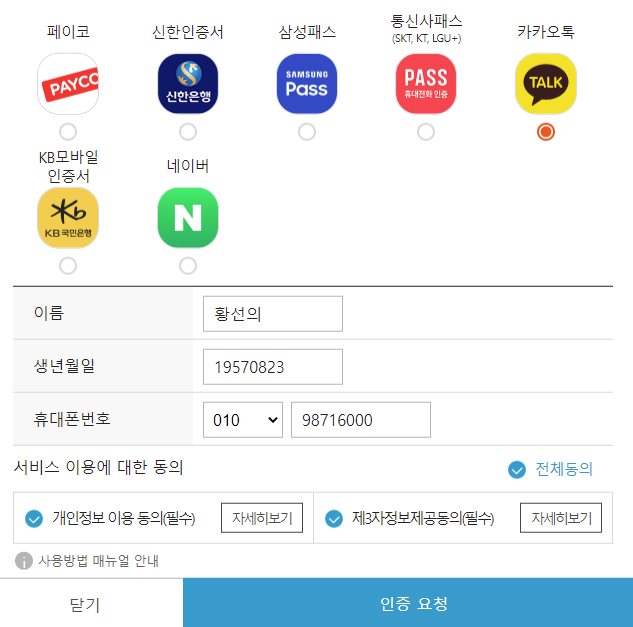 페이코
신한인증서
삼성패스
통신사패스
(SKT, KT, LGU+)
카카오톡
PAYCO
신한은행
SAMSUNG
Pass
PASS
휴대전화 인증
TALK
KB모바일
인증서
네이버
Kb
KB국민은행
N
이름
황선의
생년월일
19570823
휴대폰번호
010
98716000
서비스 이용에 대한 동의
전체동의
개인정보 이용 동의(필수)
자세히보기
제3자정보제공동의(필수)
자세히보기
사용방법 매뉴얼 안내
닫기
인증 요청